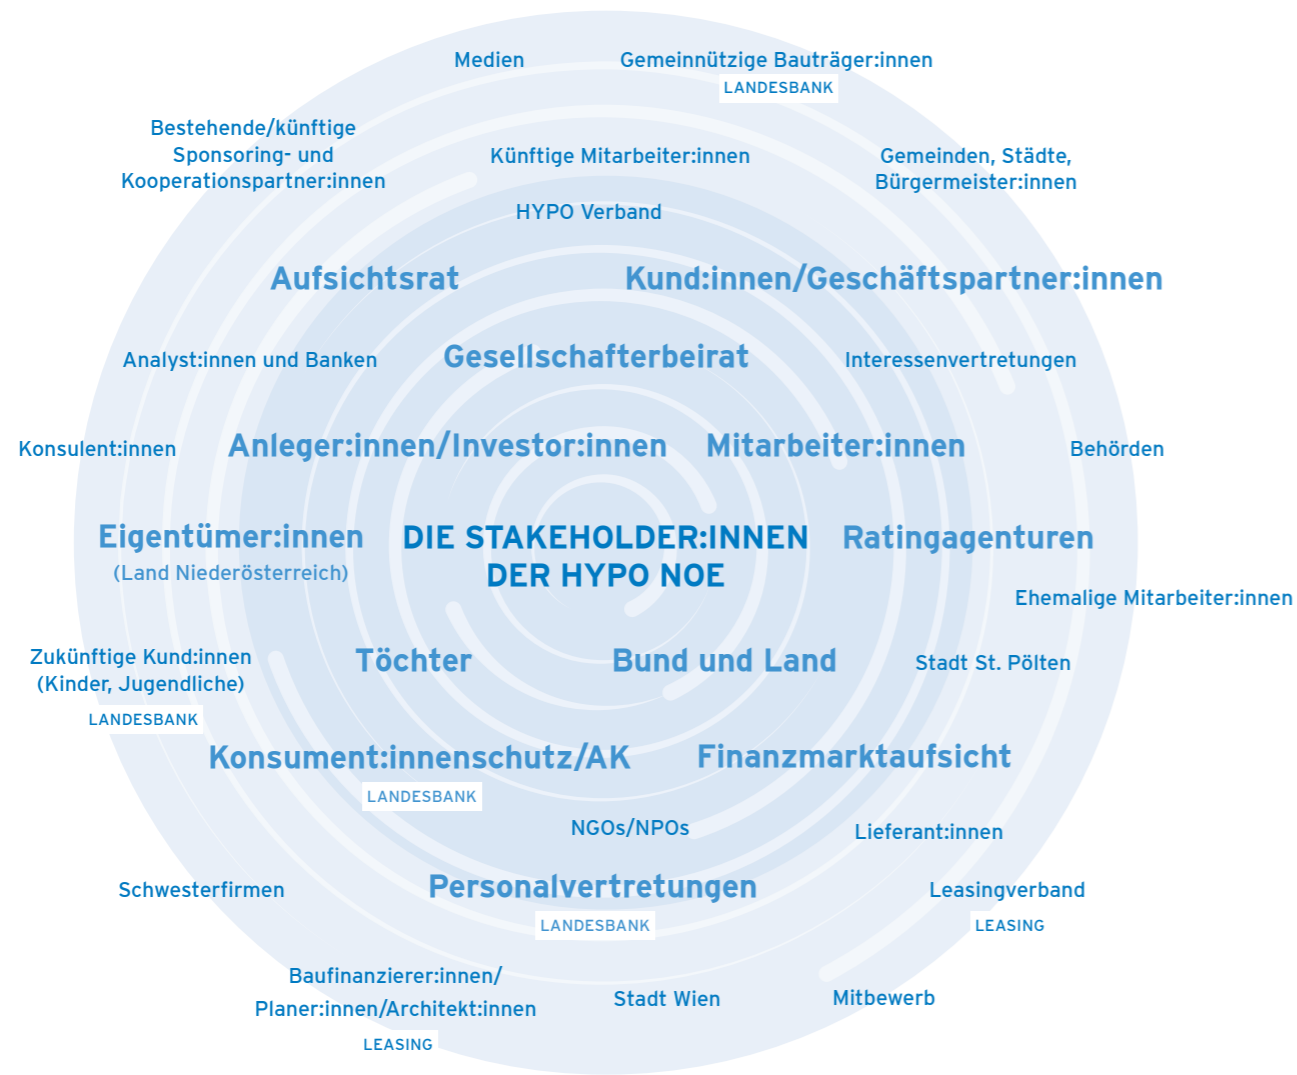 Medien
Gemeinnützige Bauträger:innen
LANDESBANK
Bestehende/künftige
Sponsoring- und
Kooperationspartner:innen
Künftige Mitarbeiter:innen
Gemeinden, Städte,
Bürgermeister:innen
HYPO Verband
Aufsichtsrat
Kund:innen/Geschäftspartner:innen
Analyst:innen und Banken
Gesellschafterbeirat
Interessenvertretungen
Konsulent:innen
Anleger:innen/Investor:innen
Mitarbeiter:innen
Behörden
Eigentümer:innen
(Land Niederösterreich)
DIE STAKEHOLDER:INNEN
DER HYPO NOE
Ratingagenturen
Ehemalige Mitarbeiter:innen
Zukünftige Kund:innen
(Kinder, Jugendliche)
LANDESBANK
Töchter
Bund und Land
Stadt St. Pölten
Konsument:innenschutz/AK
LANDESBANK
Finanzmarktaufsicht
NGOs/NPOs
Lieferant:innen
Schwesterfirmen
Personalvertretungen
LANDESBANK
Leasingverband
LEASING
Baufinanzierer:innen/
Planer:innen/Architekt:innen
LEASING
Stadt Wien
Mitbewerb